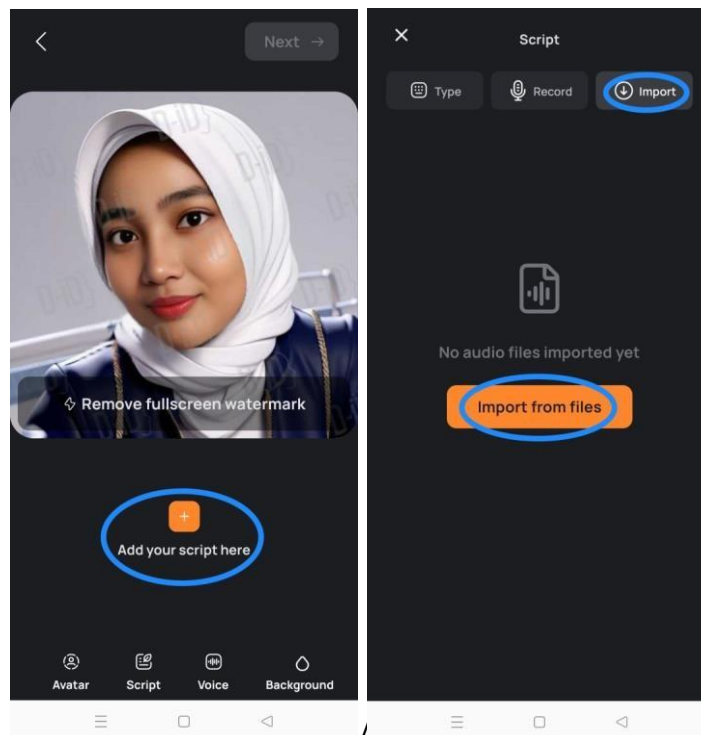 Next →
D-iD
Remove fullscreen watermark
Add your script here
Avatar Script Voice Background
Script
Type Record Import
No audio files imported yet
Import from files